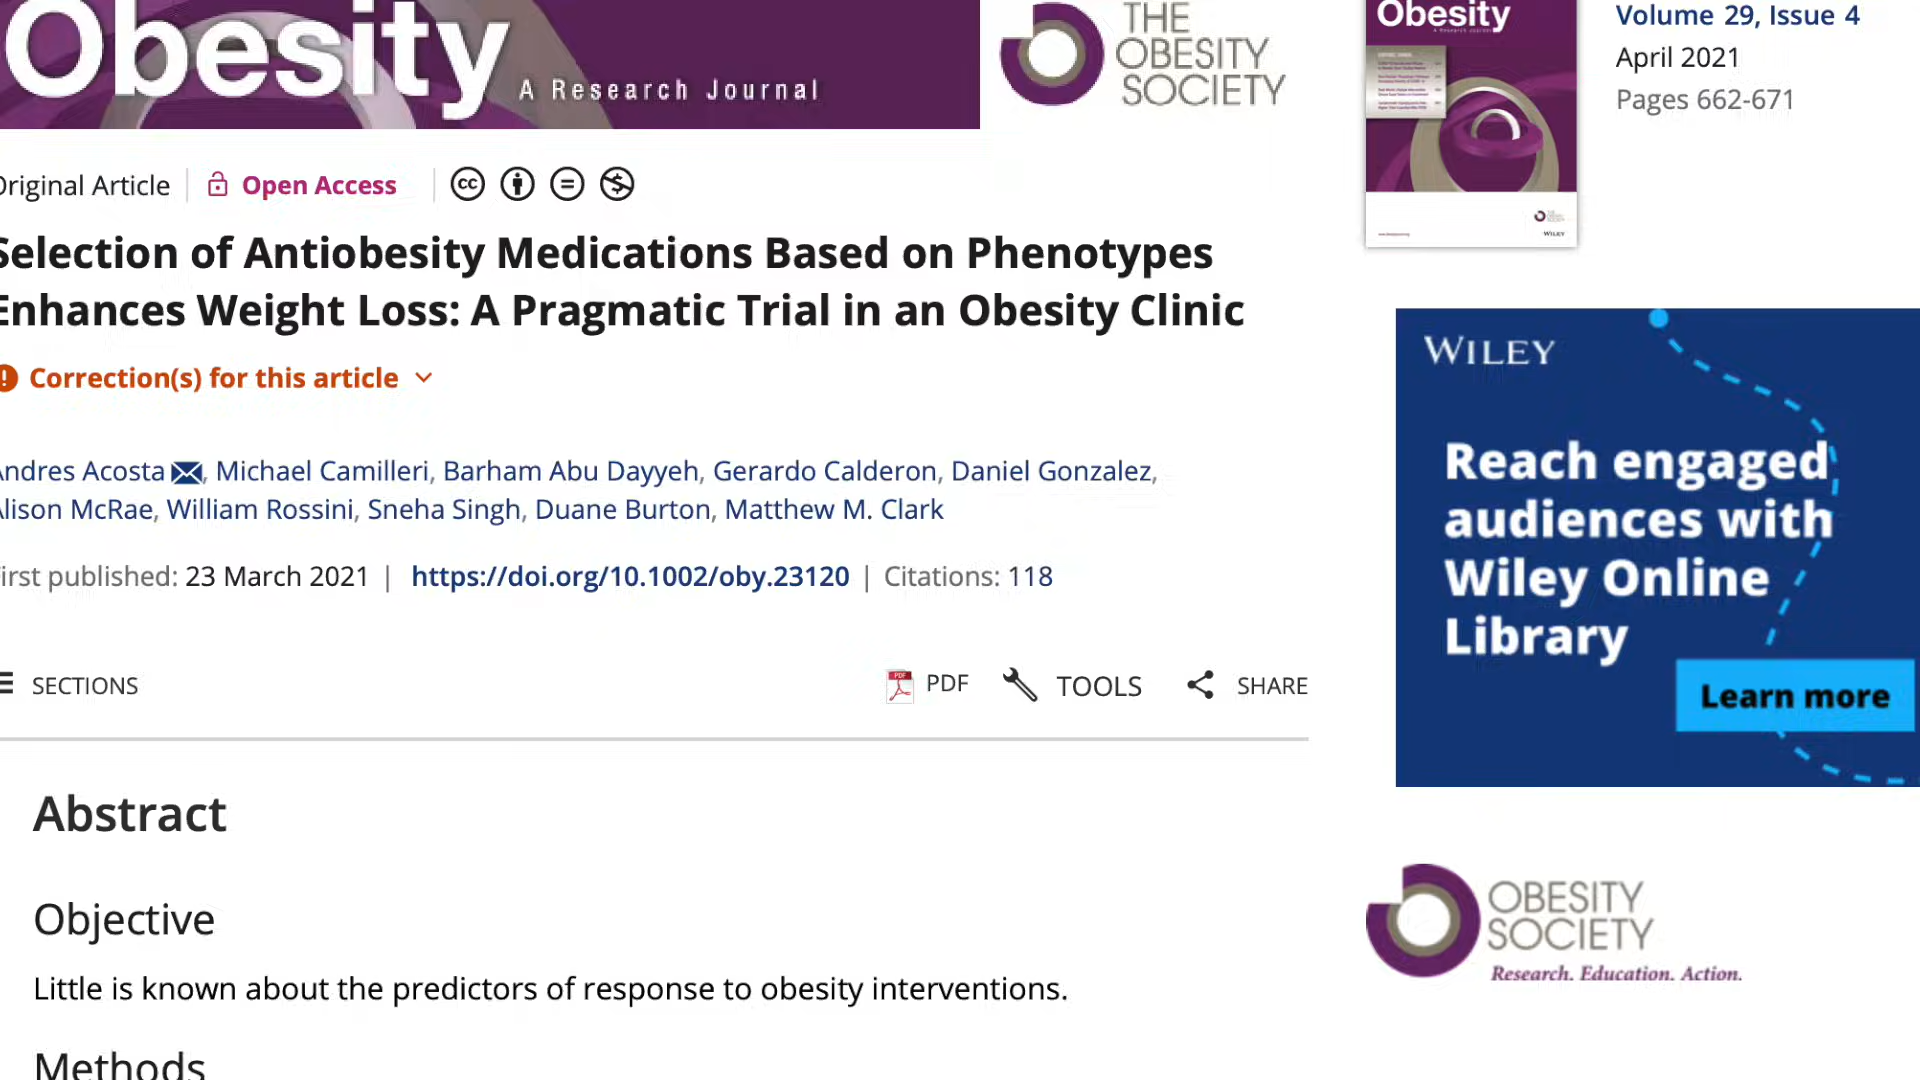 Obesity
A Research Journal
THE
OBESITY
SOCIETY
Obesity
Volume 29, Issue 4
April 2021
Pages 662-671
Original Article
Open Access
Selection of Antiobesity Medications Based on Phenotypes
Enhances Weight Loss: A Pragmatic Trial in an Obesity Clinic
Correction(s) for this article
Andres Acosta, Michael Camilleri, Barham Abu Dayyeh, Gerardo Calderon, Daniel Gonzalez,
Alison McRae, William Rossini, Sneha Singh, Duane Burton, Matthew M. Clark
First published: 23 March 2021 | https://doi.org/10.1002/oby.23120 | Citations: 118
SECTIONS
PDF
TOOLS
SHARE
Abstract
Objective
Little is known about the predictors of response to obesity interventions.
Methods
WILEY
WILEY
Reach engaged
audiences with
Wiley Online
Library
Learn more
OBESITY
SOCIETY
Research. Education. Action.